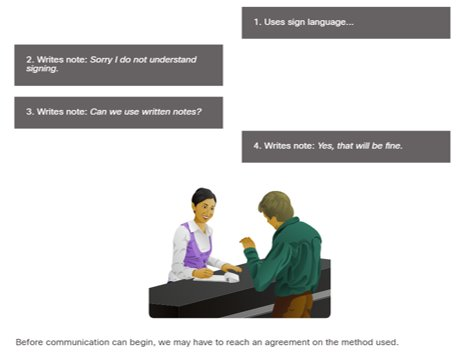 1. Uses sign language...
2. Writes note: Sorry I do not understand
signing.
3. Writes note: Can we use written notes?
4. Writes note: Yes, that will be fine.
Before communication can begin, we may have to reach an agreement on the method used.